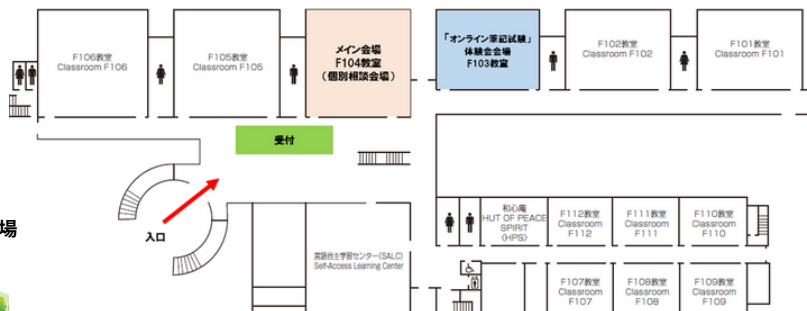 F106教室
Classroom F106
F105教室
Classroom F105
メイン会場
F104教室
(個別相談会場)
「オンライン筆記試験」
体験会会場
F103教室
F102教室
Classroom F102
F101教室
Classroom F101
受付
場
入口
言語自主学習センター(SALC)
Self-Access Learning Center
和心庵
HUT OF PEACE
SPIRIT
〈HPS〉
F112教室
Classroom
F112
F111教室
Classroom
F111
F110教室
Classroom
F110
F107教室
Classroom
F107
F108教室
Classroom
F108
F109教室
Classroom
F109